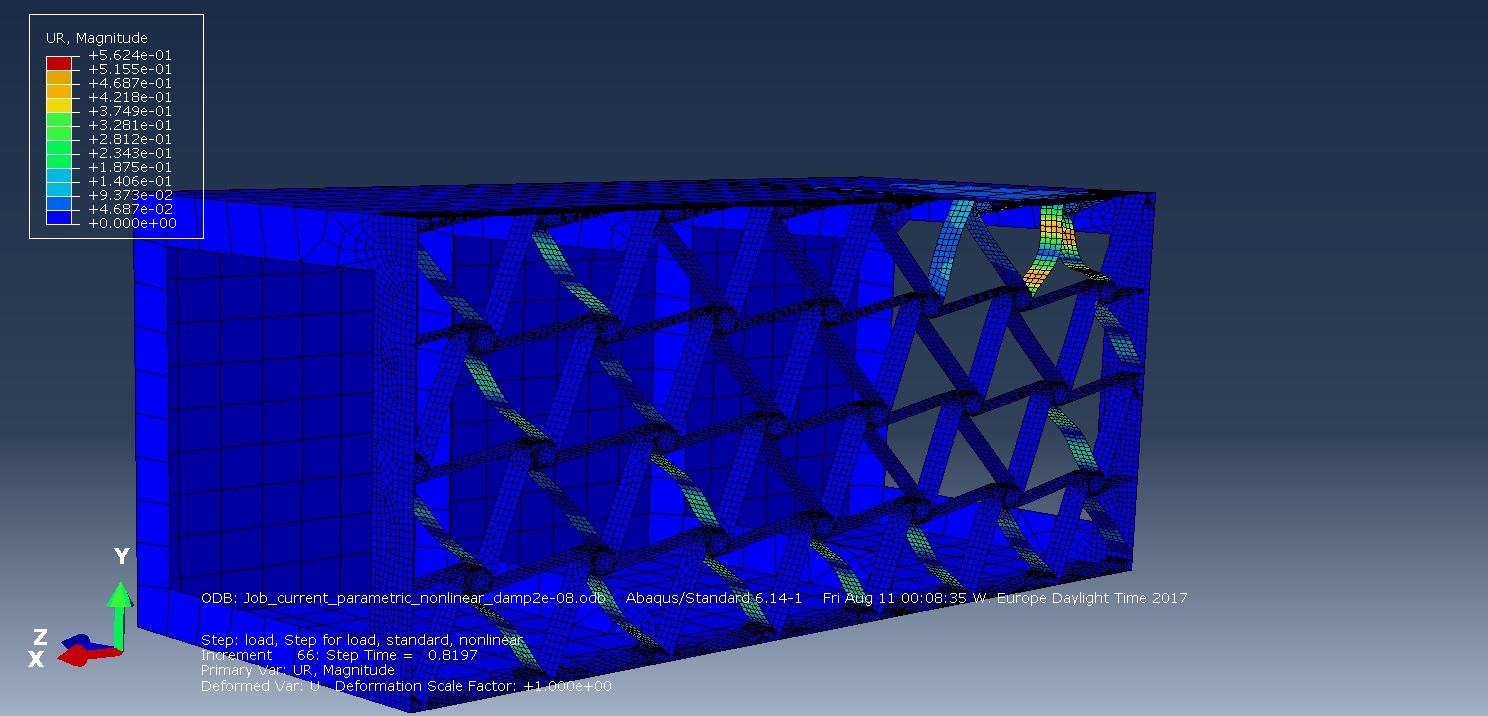 UR, Magnitude
+5.624e-01
+5.155e-01
+4.687e-01
+4.218e-01
+3.749e-01
+3.281e-01
+2.812e-01
+2.343e-01
+1.875e-01
+1.406e-01
+9.373e-02
+4.687e-02
+0.000e+00
Y
Z
X
ODB: Job_current_parametric_nonlinear_damp2e-08.odb Abaqus/Standard 6.14-1 Fri Aug 11 00:08:35 W. Europe Daylight Time 2017
Step: load, Step for load, standard, nonlinear
Increment 66: Step Time = 0.8197
Primary Var: UR, Magnitude
Deformed Var: U Deformation Scale Factor: +1.000e+00